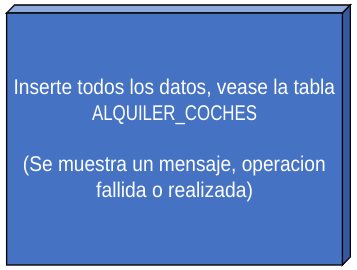 Inserte todos los datos, vease la tabla
ALQUILER_COCHES
(Se muestra un mensaje, operacion
fallida o realizada)